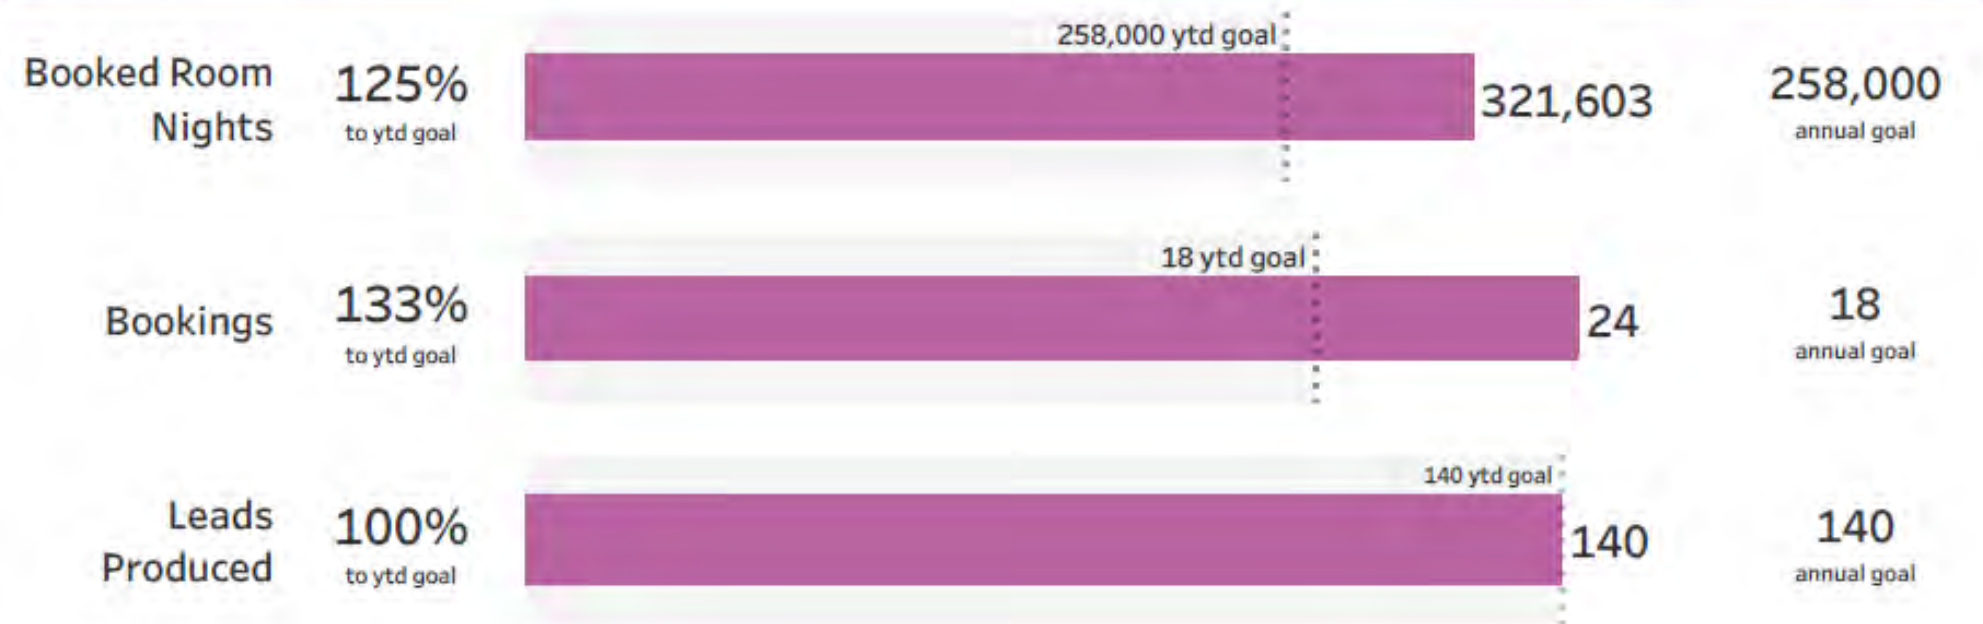 258,000 ytd goal
Booked Room
Nights
125%
to ytd goal
321,603
258,000
annual goal
18 ytd goal
Bookings
133%
to ytd goal
24
18
annual goal
140 ytd goal
Leads
Produced
100%
to ytd goal
140
140
annual goal